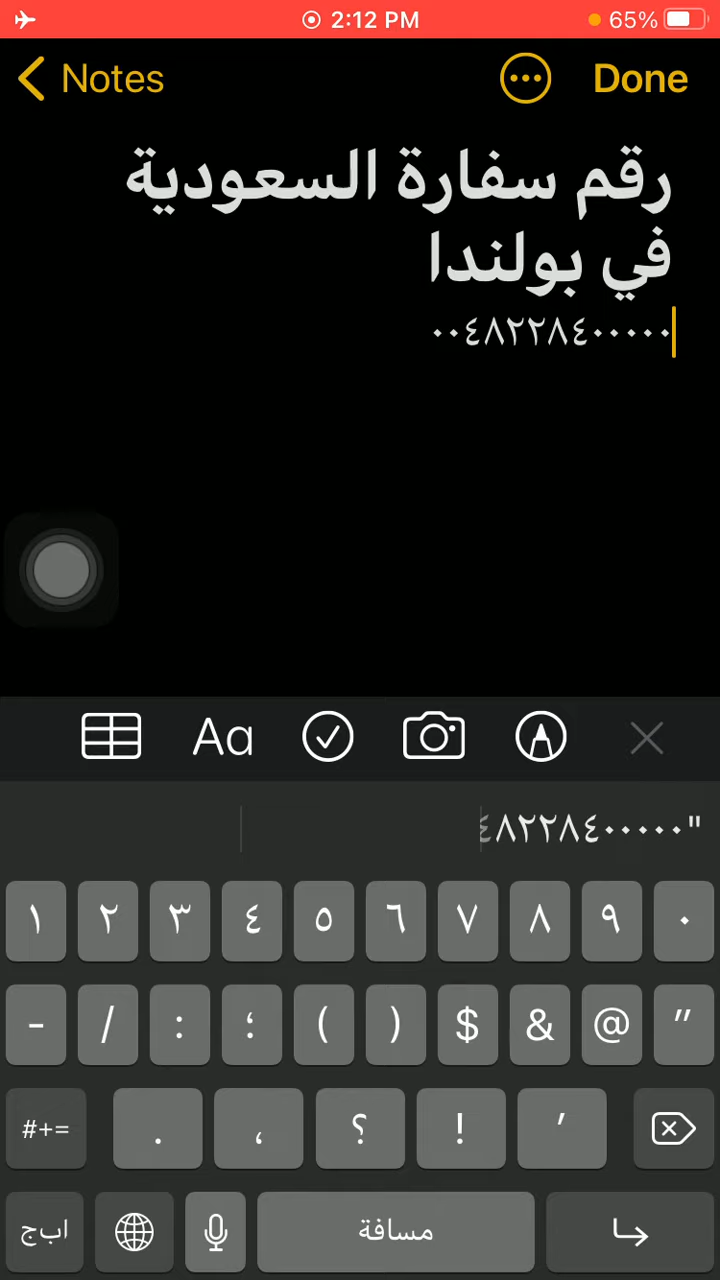 2:12 PM
65%
Notes
Done
رقم سفارة السعودية
في بولندا
٠٠٤٨٢٢٨٤٠٠٠٠٠
Aa
٤٨٢٢٨٤٠٠٠٠٠"
١ ٢ ٣ ٤ ٥ ٦ ٧ ٨ ٩ ٠
- / : ؛ ( ) $ & @ "
#+= . ، ؟ ! '
اب‌ج مسافة